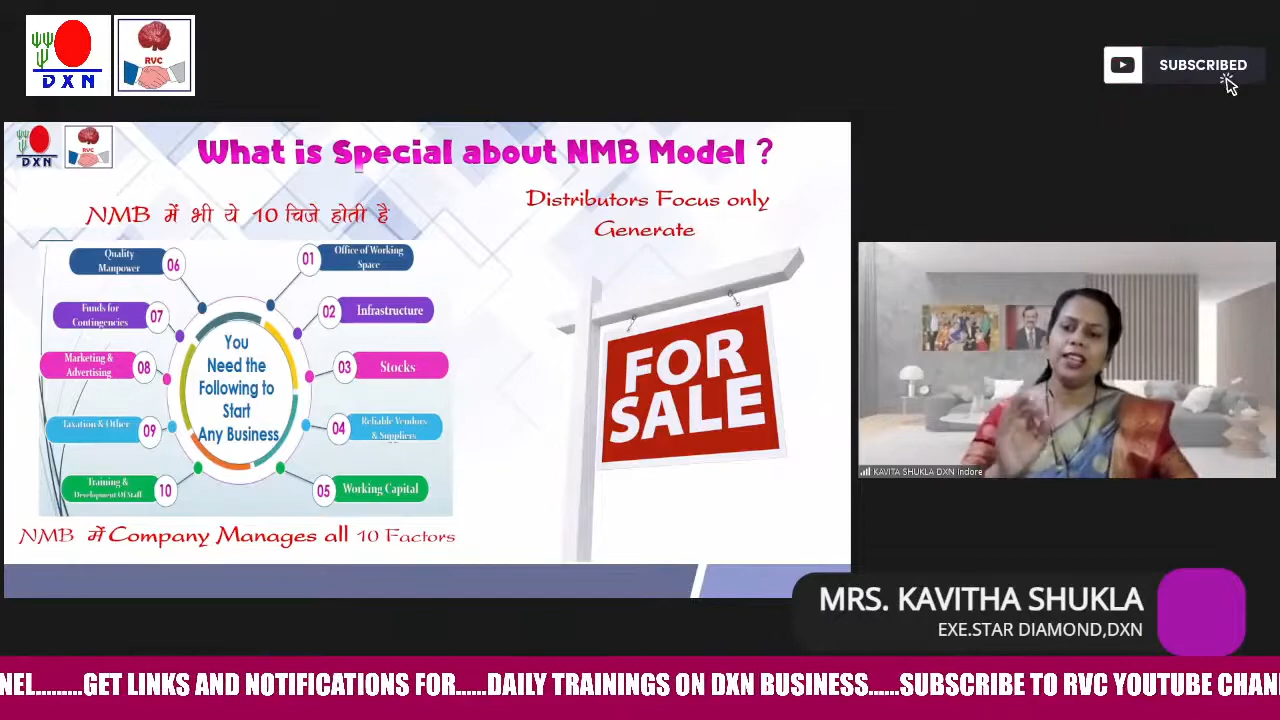 DXN
RVC
SUBSCRIBED
DXN
What is Special about NMB Model ?
NMB में भी ये 10 चिजे होती है
Distributors Focus only
Generate
Quality
Manpower
06
01
Office of Working
Space
Funds for
Contingencies
07
02
Infrastructure
Marketing &
Advertising
08
03
Stocks
Taxation & Other
09
04
Reliable Vendors
& Suppliers
Training &
Development Of Staff
10
05
Working Capital
You
Need the
Following to
Start
Any Business
FOR
SALE
NMB में Company Manages all 10 Factors
KAVITA SHUKLA DXN Indore
MRS. KAVITHA SHUKLA
EXE.STAR DIAMOND,DXN
NEL.........GET LINKS AND NOTIFICATIONS FOR......DAILY TRAININGS ON DXN BUSINESS......SUBSCRIBE TO RVC YOUTUBE CHAN